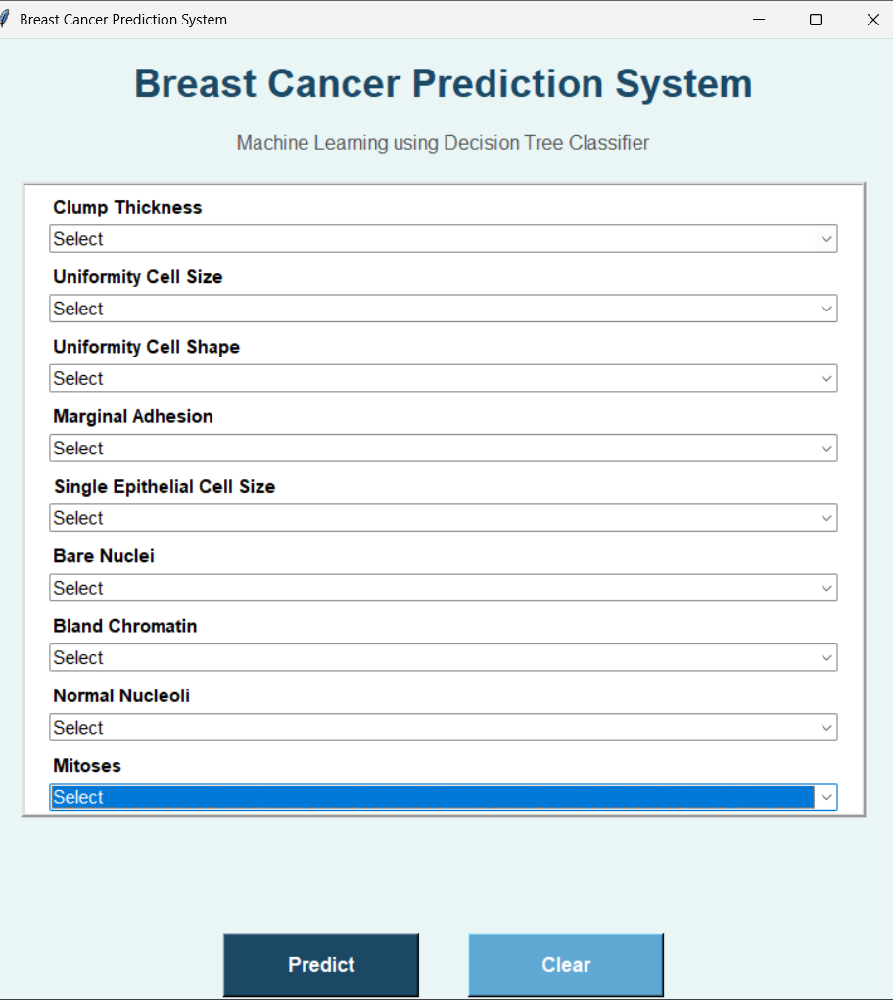 Breast Cancer Prediction System
Breast Cancer Prediction System
Machine Learning using Decision Tree Classifier
Clump Thickness
Select
Uniformity Cell Size
Select
Uniformity Cell Shape
Select
Marginal Adhesion
Select
Single Epithelial Cell Size
Select
Bare Nuclei
Select
Bland Chromatin
Select
Normal Nucleoli
Select
Mitoses
Select
Predict Clear